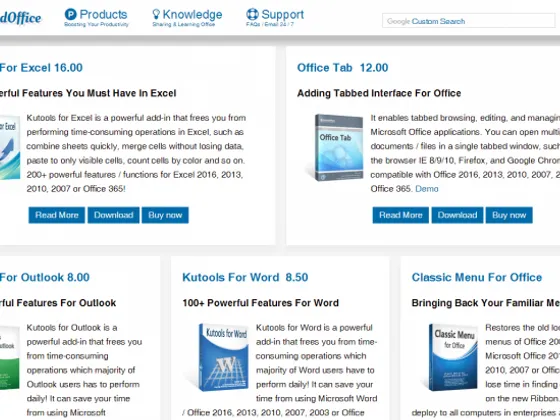 dOffice
Products
Boosting Your Productivity
Knowledge
Sharing & Learning Office
Support
FAQs / Email 24 / 7
Google Custom Search
For Excel 16.00
erful Features You Must Have In Excel
Kutools for Excel is a powerful add-in that frees you from
performing time-consuming operations in Excel, such as
combine sheets quickly, merge cells without losing data,
paste to only visible cells, count cells by color and so on.
200+ powerful features / functions for Excel 2016, 2013,
2010, 2007 or Office 365!
Read More Download Buy now
Office Tab 12.00
Adding Tabbed Interface For Office
Office Tab
It enables tabbed browsing, editing, and managing
Microsoft Office applications. You can open multi
documents / files in a single tabbed window, such
the browser IE 8/9/10, Firefox, and Google Chrom
compatible with Office 2016, 2013, 2010, 2007, 2
Office 365. Demo
Read More Download Buy now
For Outlook 8.00
rful Features For Outlook
Kutools for Outlook is a
powerful add-in that frees you
from time-consuming
operations which majority of
Outlook users has to perform
daily! It can save your time
from using Microsoft
Kutools For Word 8.50
100+ Powerful Features For Word
Kutools for Word
Kutools for Word is a powerful
add-in that frees you from time-
consuming operations which
majority of Word users have to
perform daily! It can save your
time from using Microsoft Word
/ Office 2016, 2013, 2010, 2007, 2003 or Office
Classic Menu For Office
Bringing Back Your Familiar Me
Classic Menu
for Office
Restores the old lo
menus of Office 20
Microsoft Office 20
2010, 2007 or Offic
lose time in finding
on the new Ribbon
deploy to all computers in enterprises